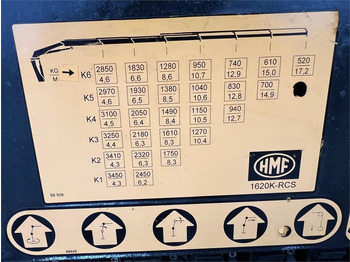 KG
M
K6 2850 1830 1280 950 740 610 520
4,6 6,6 8,6 10,7 12,9 15,0 17,2
K5 2970 1930 1380 1040 830 700
4,6 6,5 8,5 10,6 12,8 14,9
K4 3100 2050 1490 1150 940
4,5 6,4 8,4 10,5 12,7
K3 3250 2180 1610 1270
4,4 6,3 8,3 10,4
K2 3410 2320 1750
4,3 6,3 8,3
K1 3450 2450
4,3 6,2
HMF
1620K-RCS